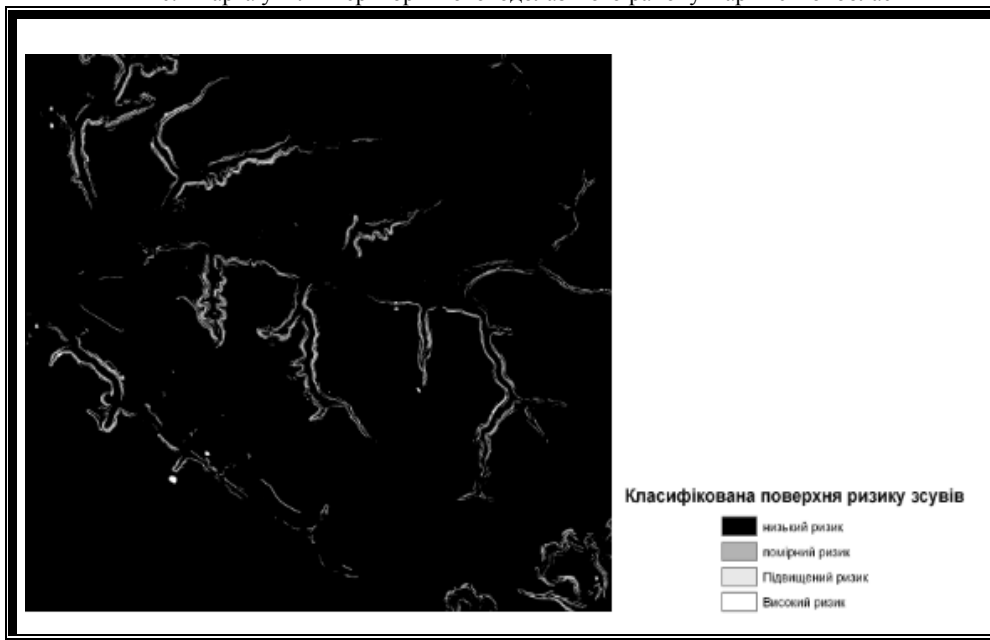 Класифікована поверхня ризику зсувів
низький ризик
помірний ризик
Підвищений ризик
Високий ризик